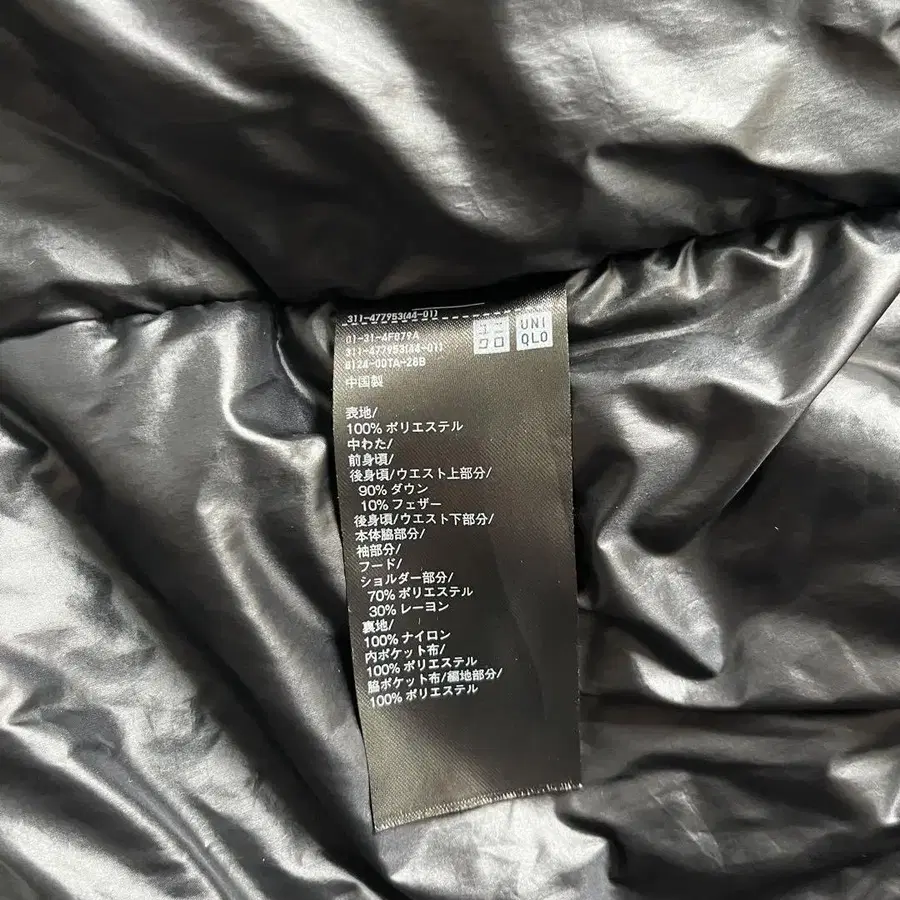 311-477953(44-01)
01-31-4F079A
311-477953(44-01)
8124-00TA-28B
ユニ
クロ
UNI
QLO
中国製
表地/
100% ポリエステル
中わた/
前身頃/
後身頃/ウエスト上部分/
90% ダウン
10% フェザー
後身頃/ウエスト下部分/
本体脇部分/
袖部分/
フード/
ショルダー部分/
70% ポリエステル
30% レーヨン
裏地/
100% ナイロン
内ポケット布/
100% ポリエステル
脇ポケット布/編地部分/
100% ポリエステル